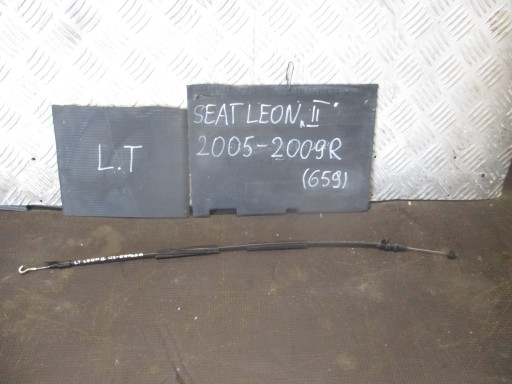 L.T
SEAT LEON „II"
2005-2009R
(659)